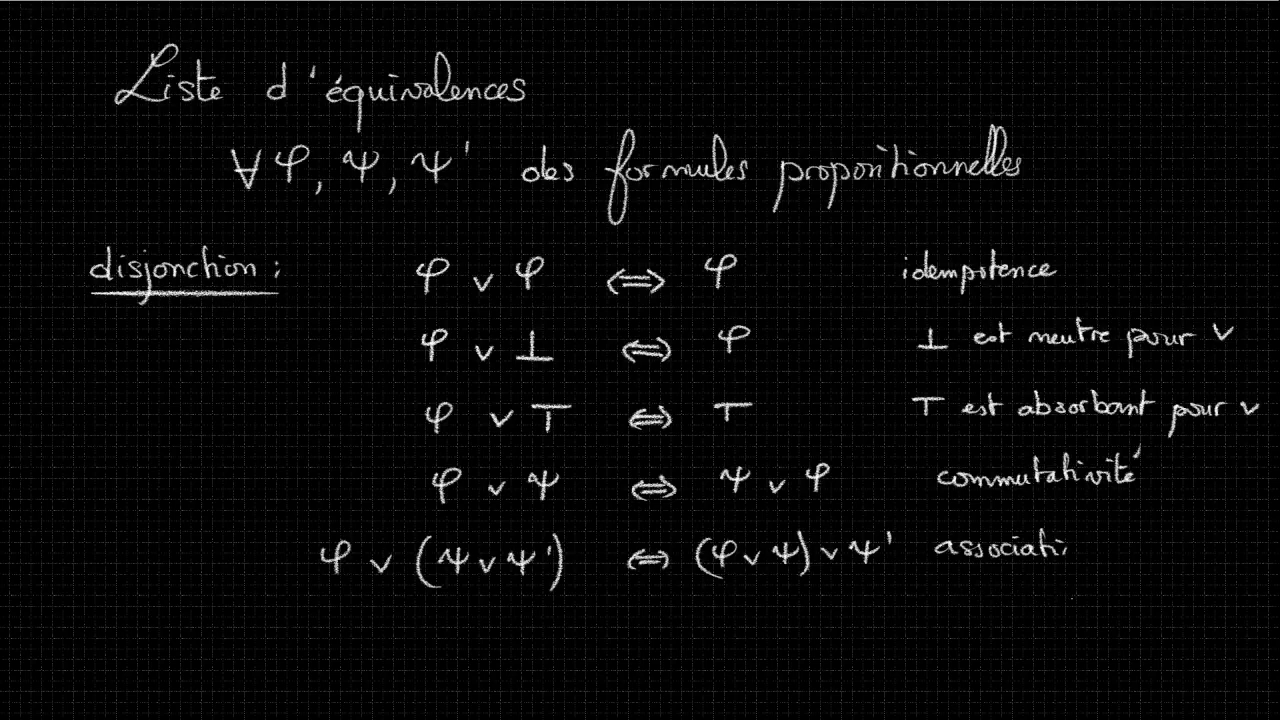 Liste d'équivalences
∀φ, ψ, ψ' des formules propositionnelles
disjonction : φ ∨ φ ⇔ φ idempotence
φ ∨ ⊥ ⇔ φ ⊥ est neutre pour ∨
φ ∨ ⊤ ⇔ ⊤ ⊤ est absorbant pour ∨
φ ∨ ψ ⇔ ψ ∨ φ commutativité
φ ∨ (ψ ∨ ψ') ⇔ (φ ∨ ψ) ∨ ψ' associati